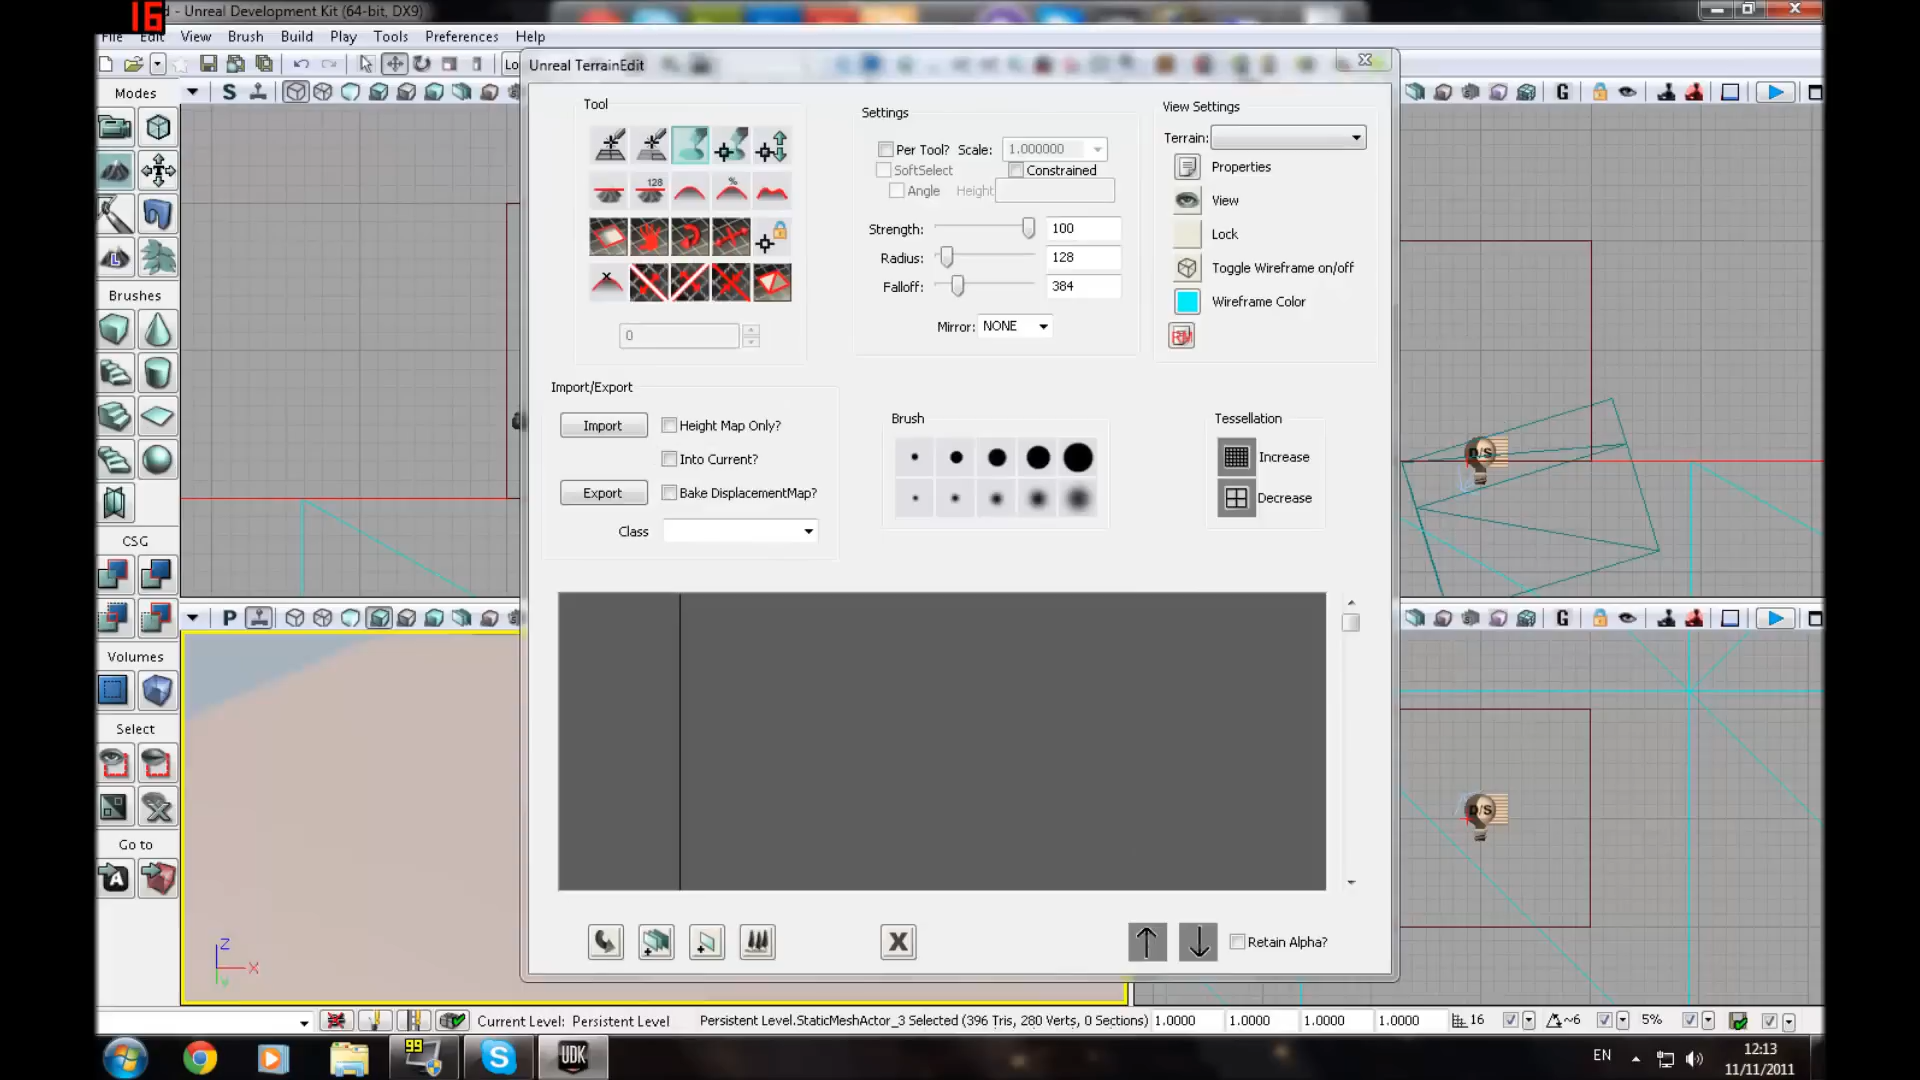 16
d - Unreal Development Kit (64-bit, DX9)
File Edit View Brush Build Play Tools Preferences Help
Lo
Unreal TerrainEdit
Modes
S
G
Tool
Settings
View Settings
Per Tool? Scale: 1.000000
Terrain:
SoftSelect Constrained
Properties
Angle Height
128
%
View
Strength: 100
Lock
Radius: 128
Toggle Wireframe on/off
Falloff: 384
Wireframe Color
Mirror: NONE
0
Brushes
Import/Export
Import Height Map Only?
Into Current?
Export Bake DisplacementMap?
Class
Brush
Tessellation
Increase
Decrease
D/S
CSG
P
G
Volumes
Select
Go to
A
D/S
Z
X
Y
X
Retain Alpha?
Current Level: Persistent Level
Persistent Level.StaticMeshActor_3 Selected (396 Tris, 280 Verts, 0 Sections)
1.0000 1.0000 1.0000 1.0000
16
~6
5%
99
S
UDK
EN
12:13
11/11/2011